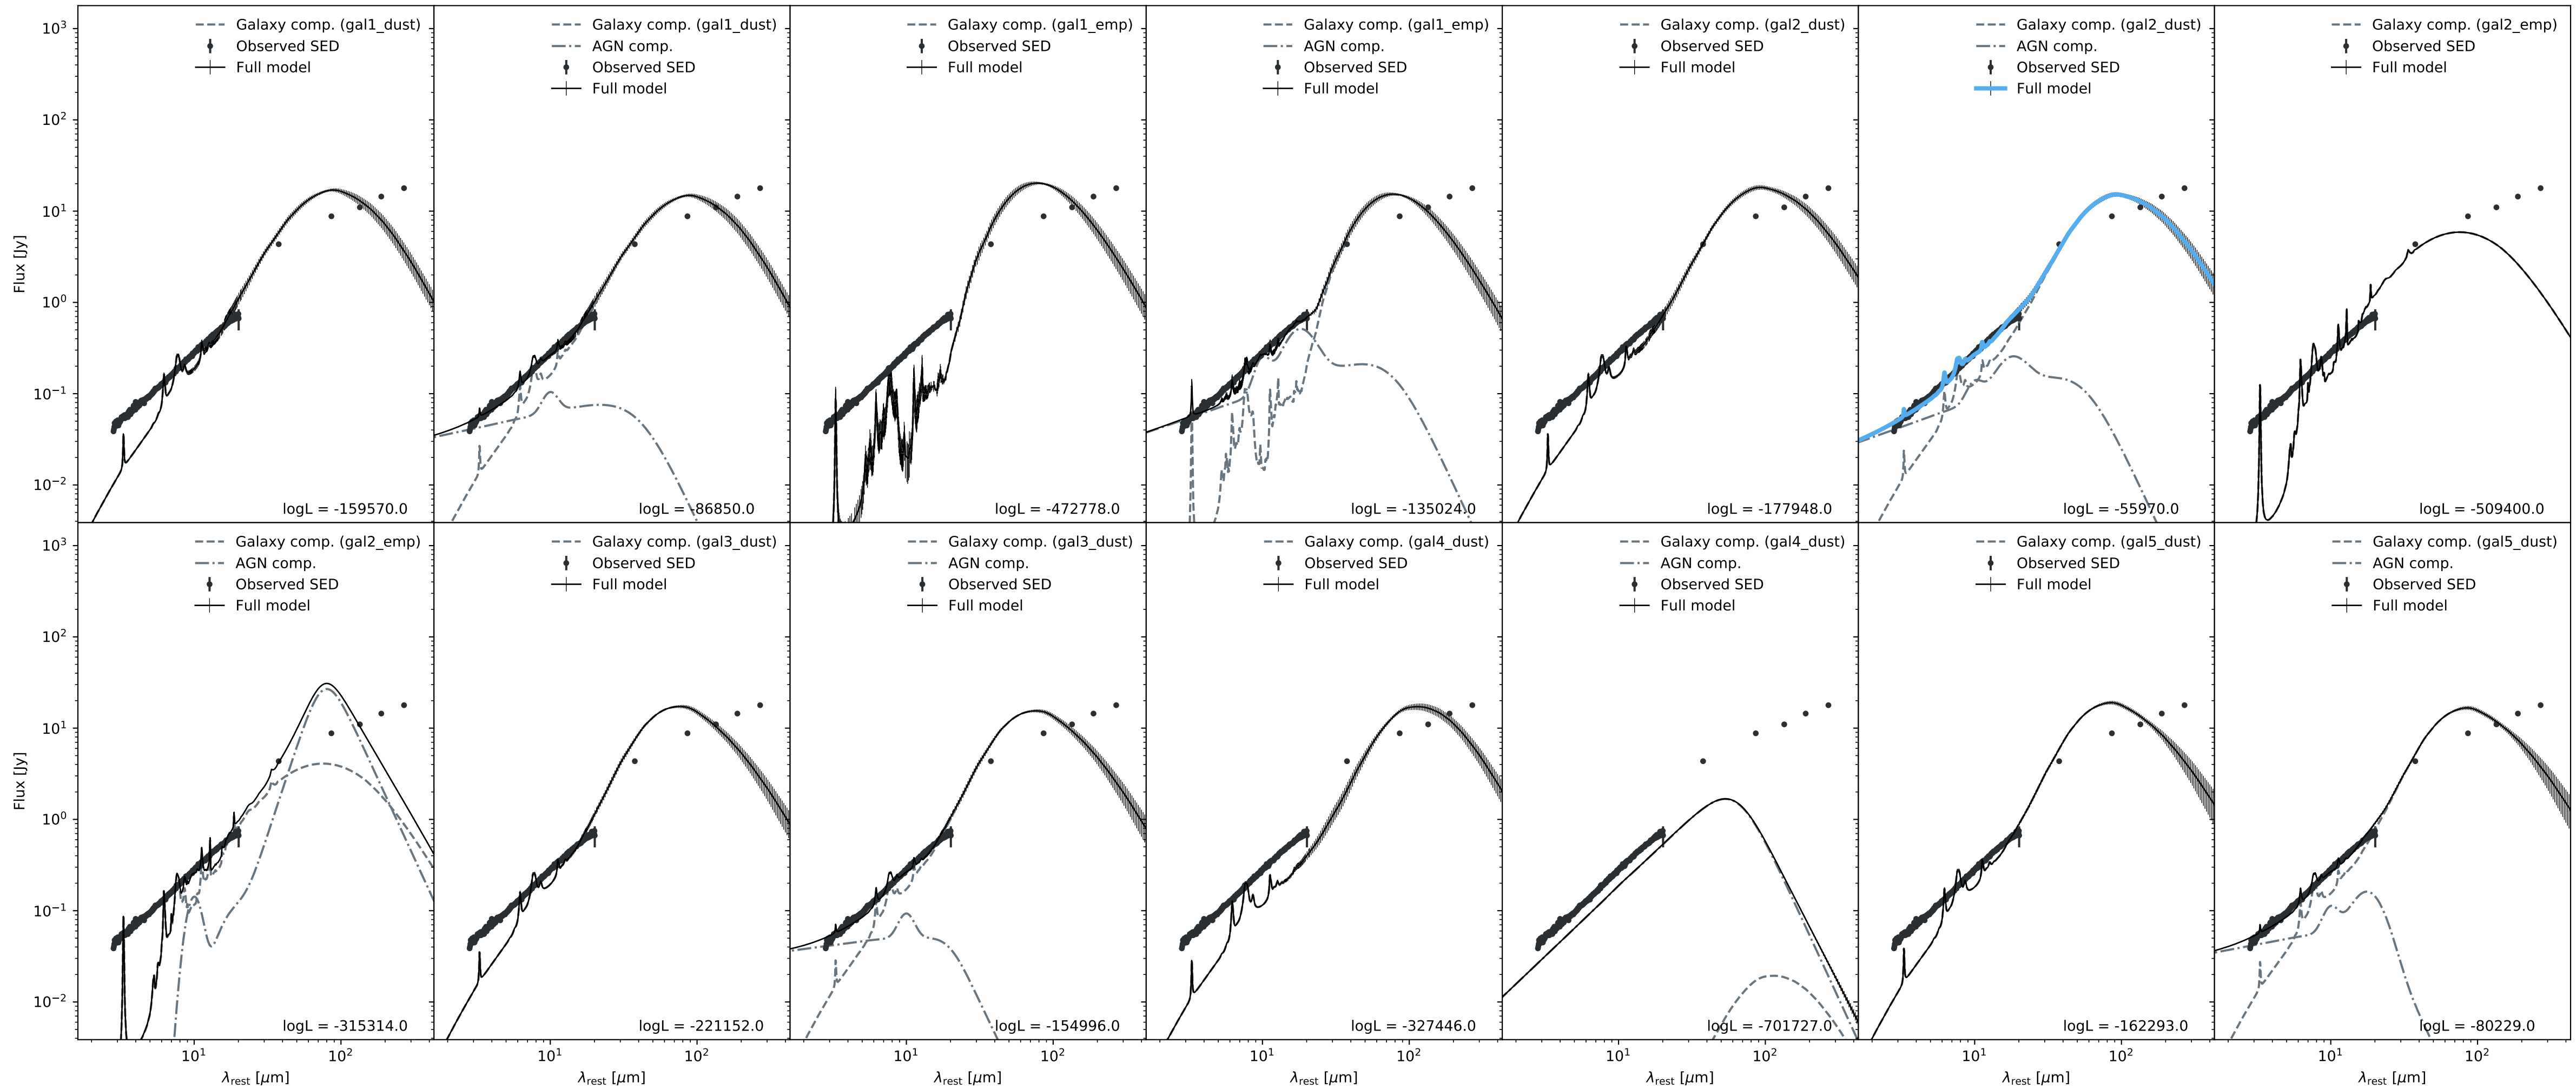 Galaxy comp. (gal1_dust)
Observed SED
Full model
logL = -159570.0
Galaxy comp. (gal1_dust)
AGN comp.
Observed SED
Full model
logL = -86850.0
Galaxy comp. (gal1_emp)
Observed SED
Full model
logL = -472778.0
Galaxy comp. (gal1_emp)
AGN comp.
Observed SED
Full model
logL = -135024.0
Galaxy comp. (gal2_dust)
Observed SED
Full model
logL = -177948.0
Galaxy comp. (gal2_dust)
AGN comp.
Observed SED
Full model
logL = -55970.0
Galaxy comp. (gal2_emp)
Observed SED
Full model
logL = -509400.0
Flux [Jy]
10³
10²
10¹
10⁰
10⁻¹
10⁻²
Galaxy comp. (gal2_emp)
AGN comp.
Observed SED
Full model
logL = -315314.0
Galaxy comp. (gal3_dust)
Observed SED
Full model
logL = -221152.0
Galaxy comp. (gal3_dust)
AGN comp.
Observed SED
Full model
logL = -154996.0
Galaxy comp. (gal4_dust)
Observed SED
Full model
logL = -327446.0
Galaxy comp. (gal4_dust)
AGN comp.
Observed SED
Full model
logL = -701727.0
Galaxy comp. (gal5_dust)
Observed SED
Full model
logL = -162293.0
Galaxy comp. (gal5_dust)
AGN comp.
Observed SED
Full model
logL = -80229.0
Flux [Jy]
10³
10²
10¹
10⁰
10⁻¹
10⁻²
10¹ 10² 10¹ 10² 10¹ 10² 10¹ 10² 10¹ 10² 10¹ 10² 10¹ 10²
λrest [μm] λrest [μm] λrest [μm] λrest [μm] λrest [μm] λrest [μm] λrest [μm]